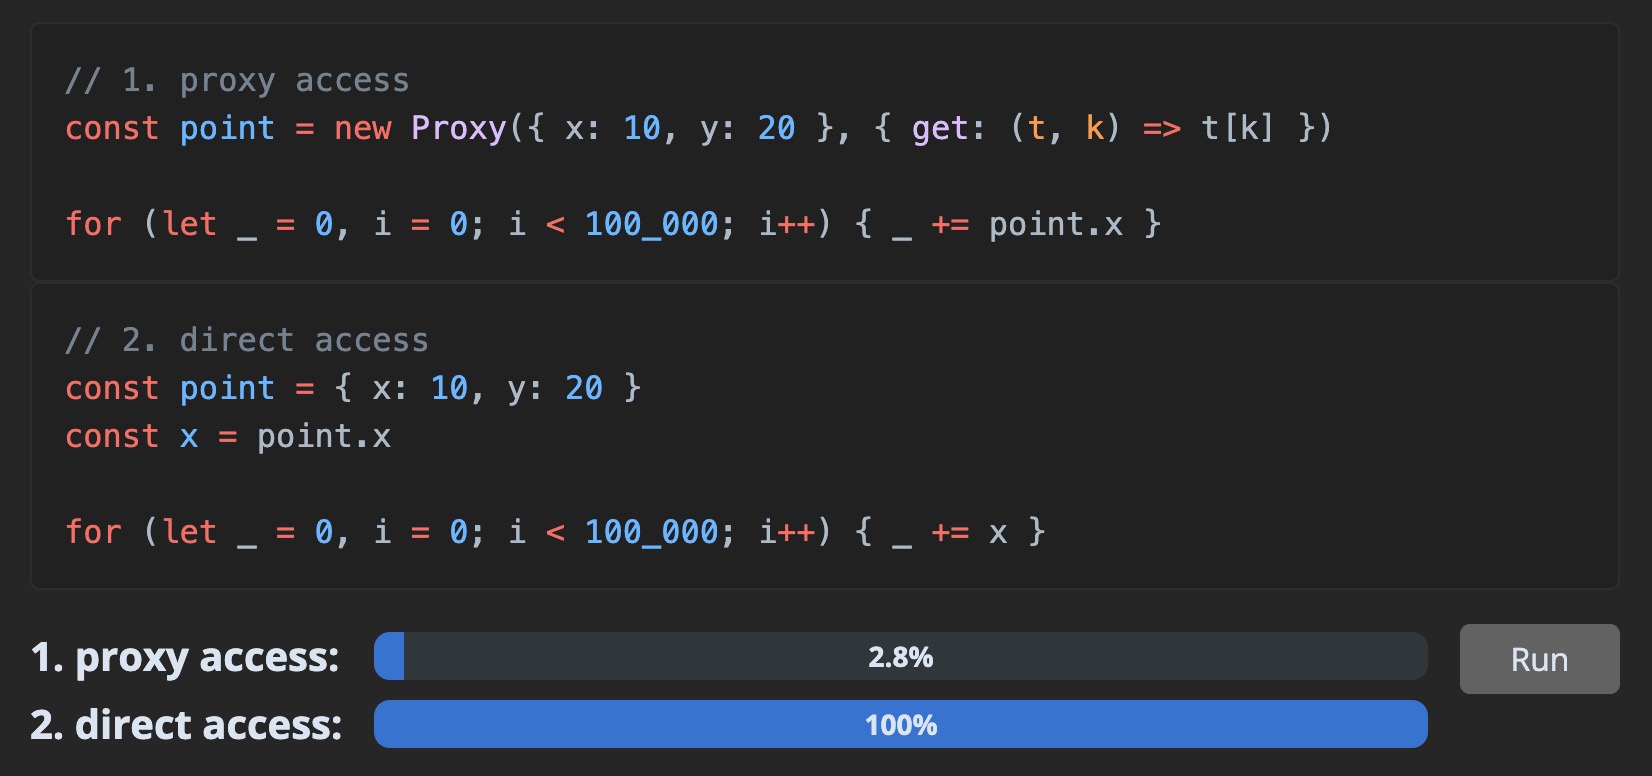 // 1. proxy access
const point = new Proxy({ x: 10, y: 20 }, { get: (t, k) => t[k] })
for (let _ = 0, i = 0; i < 100_000; i++) { _ += point.x }
// 2. direct access
const point = { x: 10, y: 20 }
const x = point.x
for (let _ = 0, i = 0; i < 100_000; i++) { _ += x }
1. proxy access: 2.8% Run
2. direct access: 100%